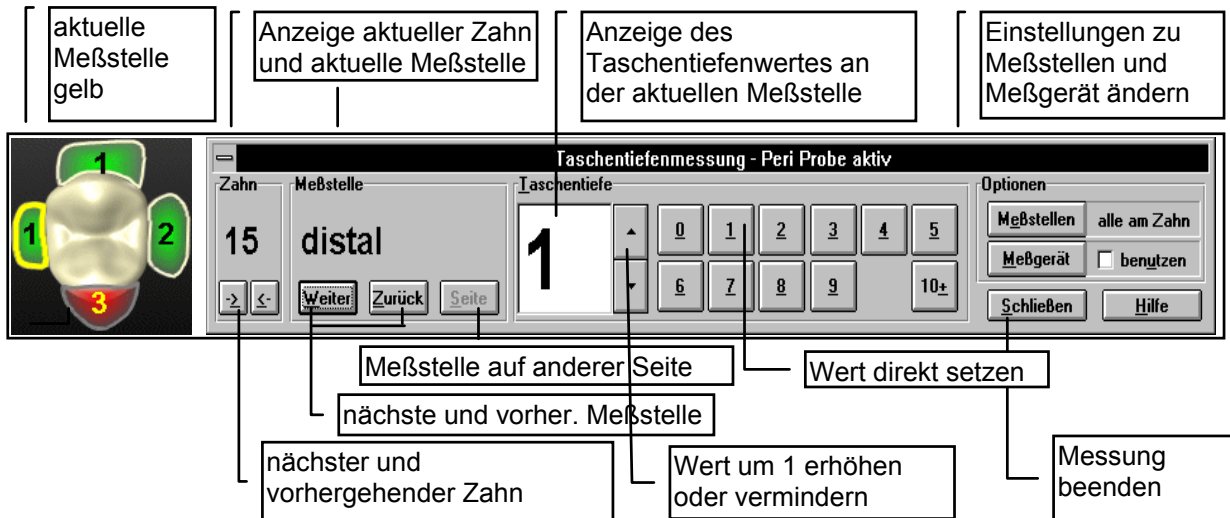 aktuelle
Meßstelle
gelb
Anzeige aktueller Zahn
und aktuelle Meßstelle
Anzeige des
Taschentiefenwertes an
der aktuellen Meßstelle
Einstellungen zu
Meßstellen und
Meßgerät ändern
1
1
2
3
Taschentiefenmessung - Peri Probe aktiv
Zahn
15
-> <-
Meßstelle
distal
Weiter Zurück Seite
Taschentiefe
1
0 1 2 3 4 5
6 7 8 9 10+
Optionen
Meßstellen alle am Zahn
Meßgerät benutzen
Schließen Hilfe
Meßstelle auf anderer Seite
Wert direkt setzen
nächste und vorher. Meßstelle
nächster und
vorhergehender Zahn
Wert um 1 erhöhen
oder vermindern
Messung
beenden